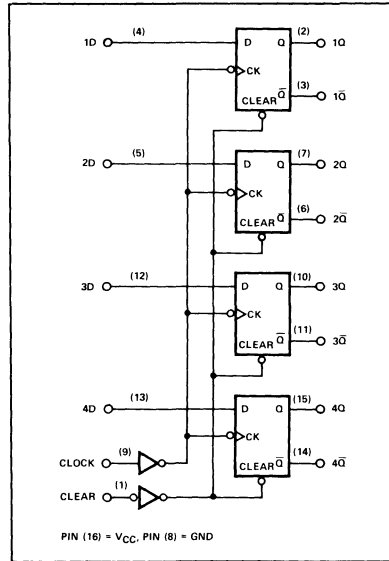 1D (4) D Q (2) 1Q
CK (3) 1Q̅
CLEAR Q̅
2D (5) D Q (7) 2Q
CK (6) 2Q̅
CLEAR Q̅
3D (12) D Q (10) 3Q
CK (11) 3Q̅
CLEAR Q̅
4D (13) D Q (15) 4Q
CK (14) 4Q̅
CLEAR Q̅
CLOCK (9)
CLEAR (1)
PIN (16) = VCC, PIN (8) = GND